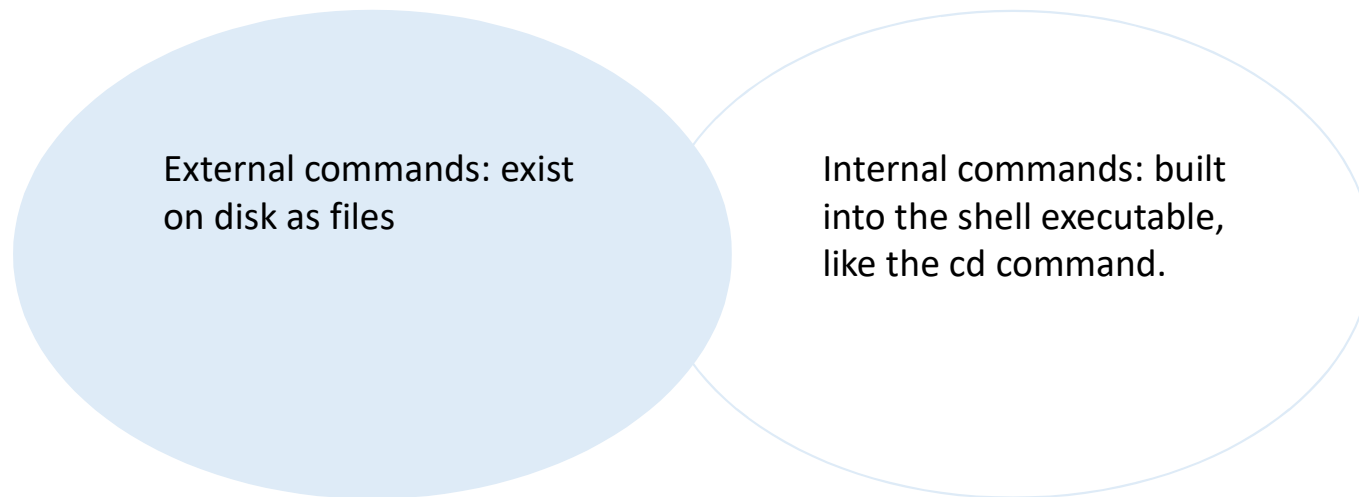 External commands: exist
on disk as files
Internal commands: built
into the shell executable,
like the cd command.